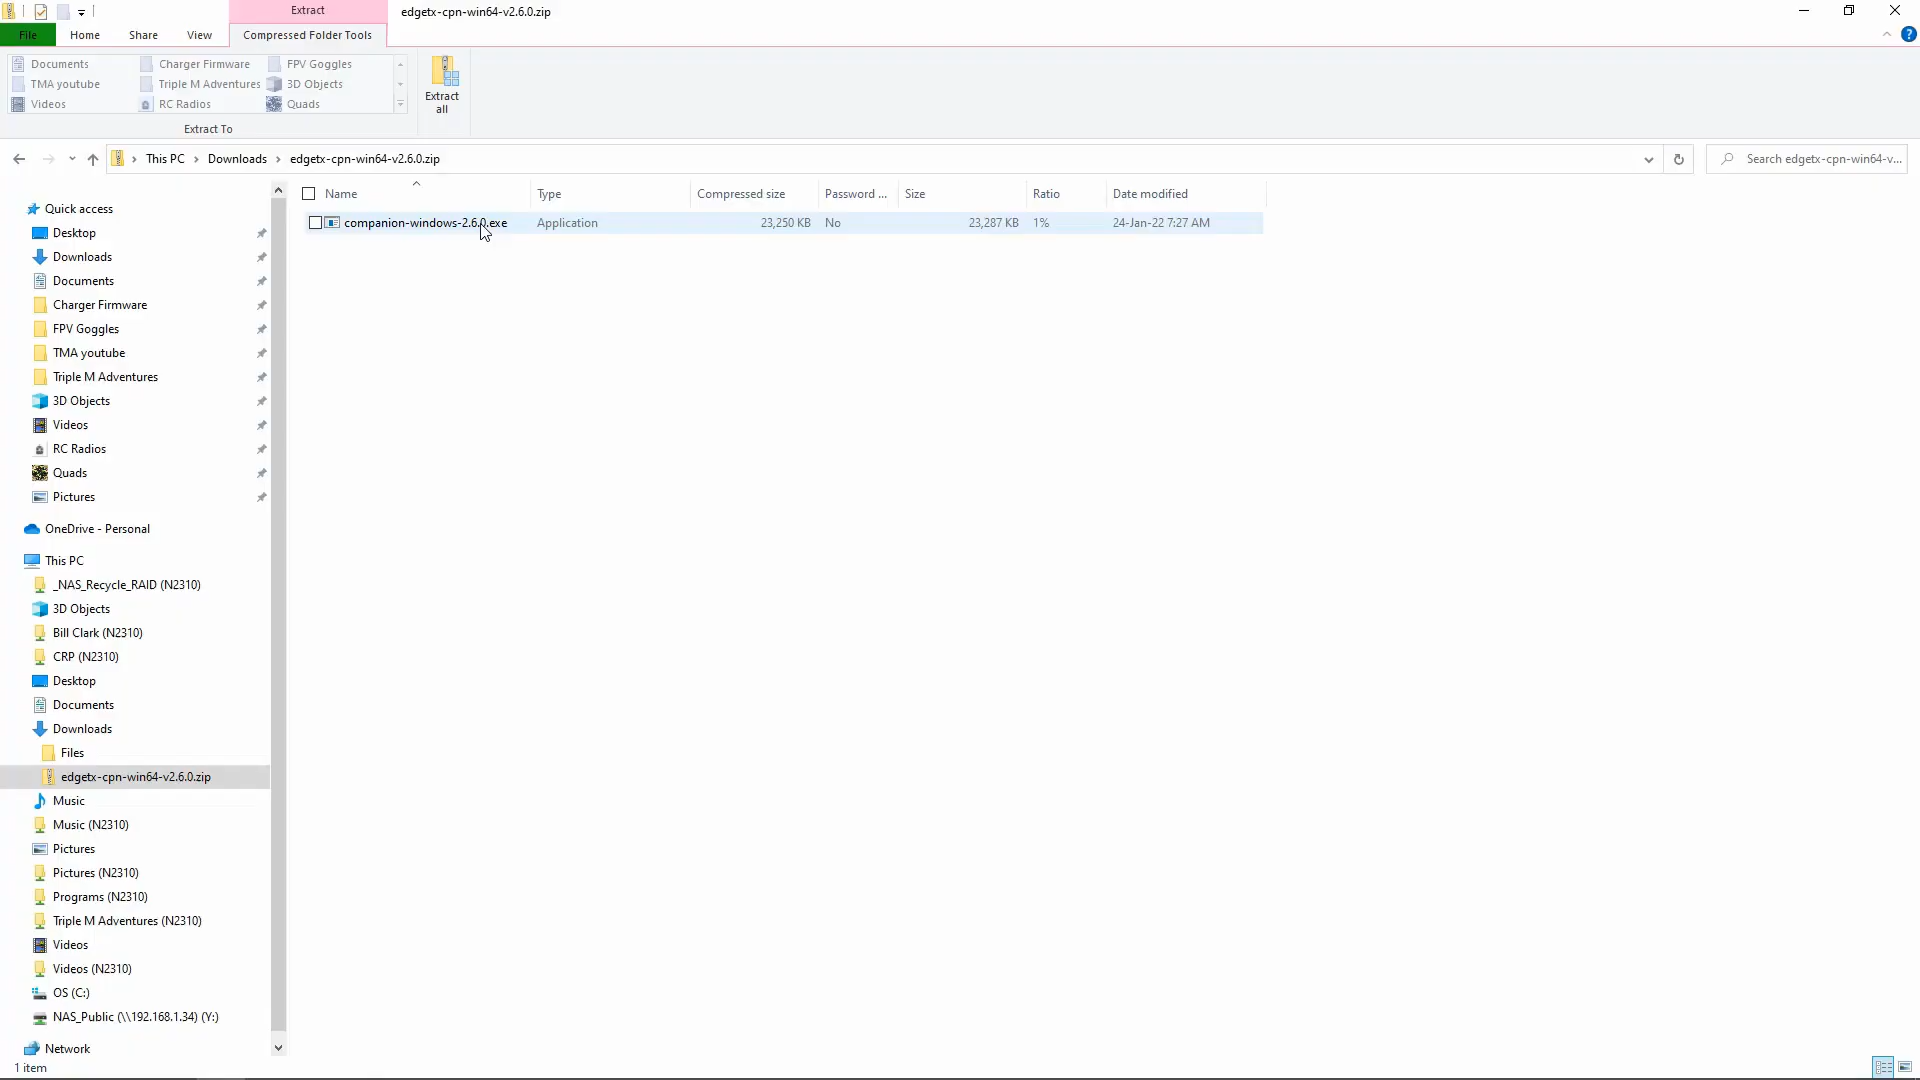 Extract
edgetx-cpn-win64-v2.6.0.zip
File
Home
Share
View
Compressed Folder Tools
Documents
Charger Firmware
FPV Goggles
TMA youtube
Triple M Adventures
3D Objects
Videos
RC Radios
Quads
Extract To
Extract
all
This PC
Downloads
edgetx-cpn-win64-v2.6.0.zip
Search edgetx-cpn-win64-v...
Name
Type
Compressed size
Password ...
Size
Ratio
Date modified
companion-windows-2.6.0.exe
Application
23,250 KB
No
23,287 KB
1%
24-Jan-22 7:27 AM
Quick access
Desktop
Downloads
Documents
Charger Firmware
FPV Goggles
TMA youtube
Triple M Adventures
3D Objects
Videos
RC Radios
Quads
Pictures
OneDrive - Personal
This PC
_NAS_Recycle_RAID (N2310)
3D Objects
Bill Clark (N2310)
CRP (N2310)
Desktop
Documents
Downloads
Files
edgetx-cpn-win64-v2.6.0.zip
Music
Music (N2310)
Pictures
Pictures (N2310)
Programs (N2310)
Triple M Adventures (N2310)
Videos
Videos (N2310)
OS (C:)
NAS_Public (\\192.168.1.34) (Y:)
Network
1 item